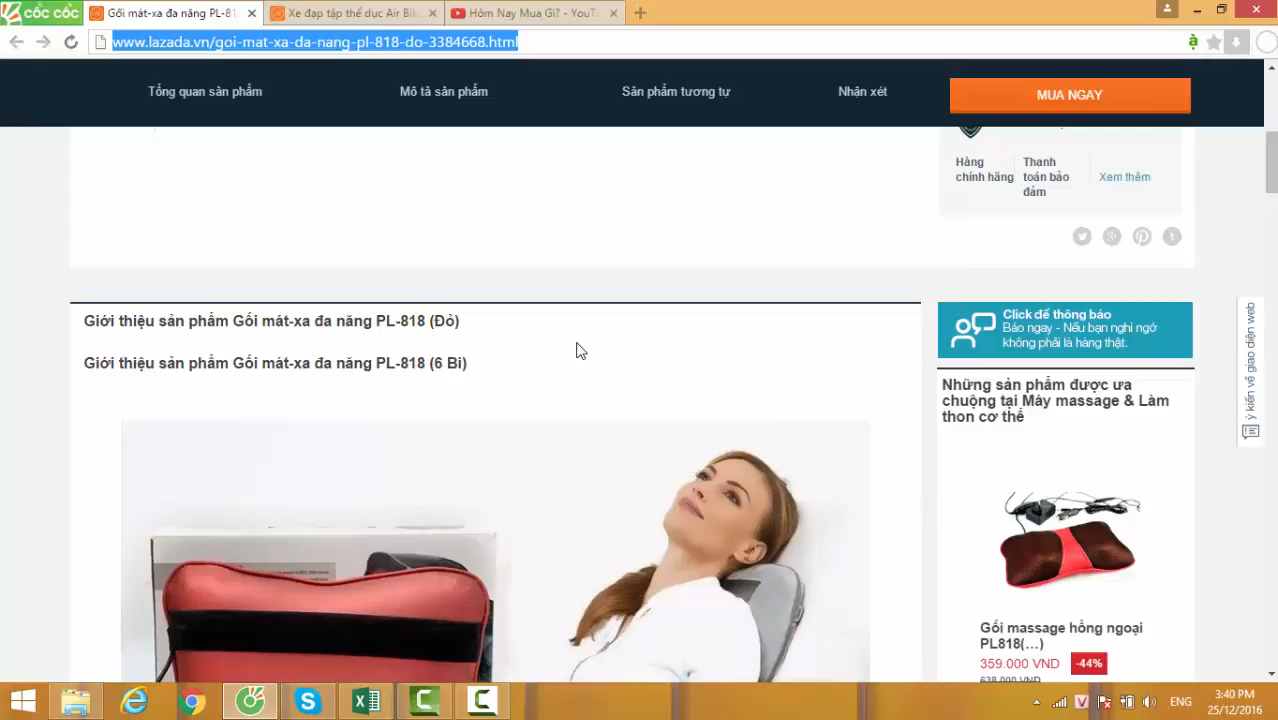 cốc cốc
Gối mát-xa đa năng PL-81
Xe đạp tập thể dục Air Bik
Hôm Nay Mua Gì? - YouT
www.lazada.vn/goi-mat-xa-da-nang-pl-818-do-3384668.html
Tổng quan sản phẩm
Mô tả sản phẩm
Sản phẩm tương tự
Nhận xét
MUA NGAY
Hàng
chính hãng
Thanh
toán bảo
đảm
Xem thêm
Giới thiệu sản phẩm Gối mát-xa đa năng PL-818 (Đỏ)
Giới thiệu sản phẩm Gối mát-xa đa năng PL-818 (6 Bi)
Click để thông báo
Báo ngay - Nếu bạn nghi ngờ
không phải là hàng thật.
ý kiến về giao diện web
Những sản phẩm được ưa
chuộng tại Máy massage & Làm
thon cơ thể
Gối massage hồng ngoại
PL818(...)
359.000 VND
-44%
638.000 VND
ENG
3:40 PM
25/12/2016